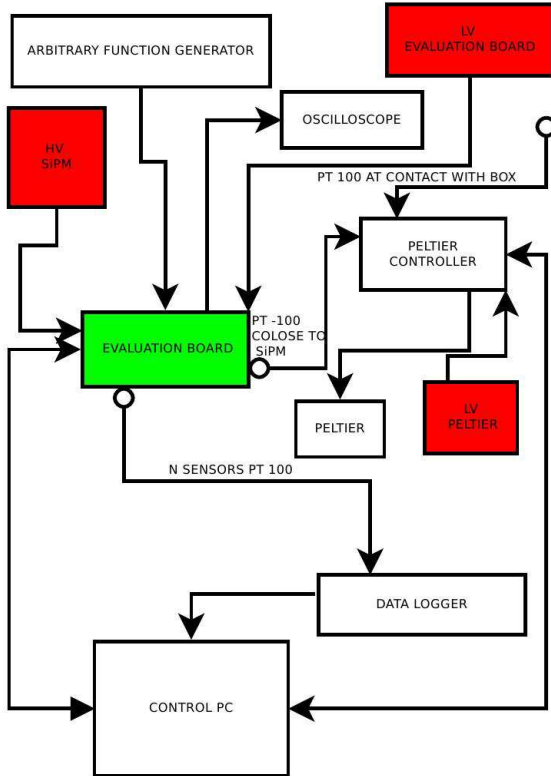 LV
EVALUATION BOARD
ARBITRARY FUNCTION GENERATOR
OSCILLOSCOPE
HV
SiPM
PT 100 AT CONTACT WITH BOX
PELTIER
CONTROLLER
PT -100
COLOSE TO
SiPM
EVALUATION BOARD
LV
PELTIER
PELTIER
N SENSORS PT 100
DATA LOGGER
CONTROL PC